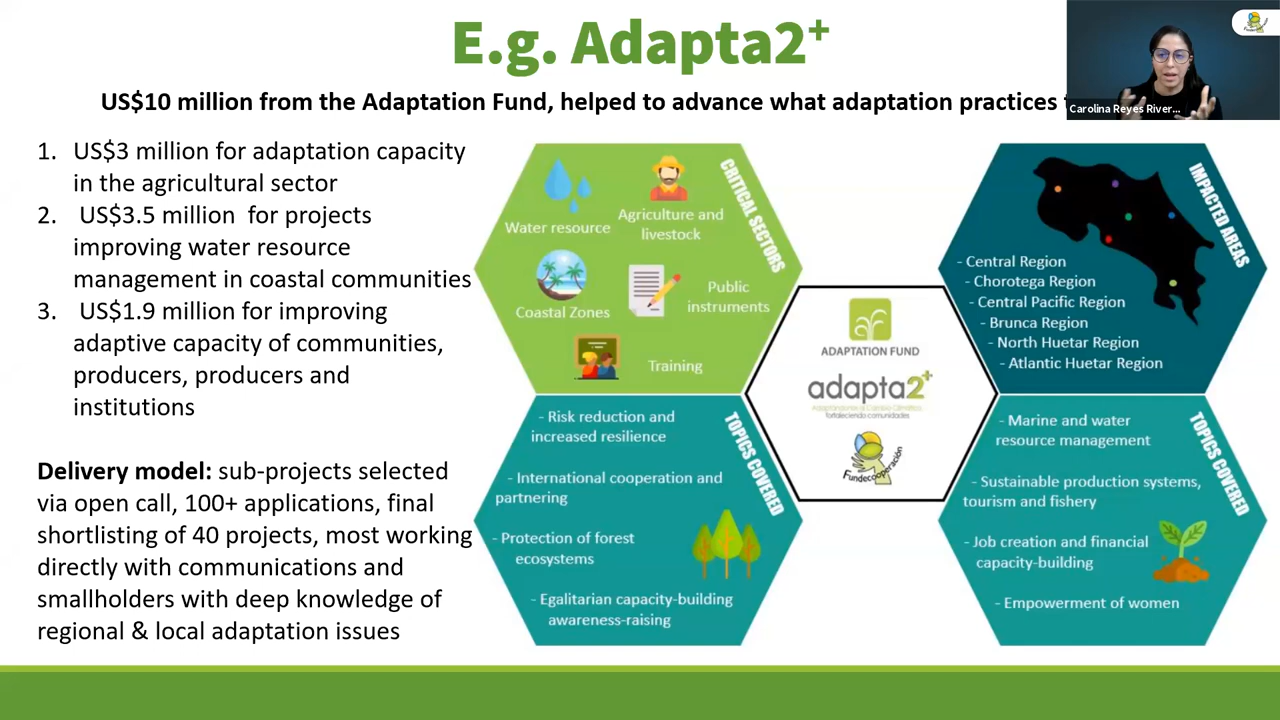 E.g. Adapta2+
US$10 million from the Adaptation Fund, helped to advance what adaptation practices
Carolina Reyes River...
1. US$3 million for adaptation capacity
in the agricultural sector
2. US$3.5 million for projects
improving water resource
management in coastal communities
3. US$1.9 million for improving
adaptive capacity of communities,
producers, producers and
institutions
Delivery model: sub-projects selected
via open call, 100+ applications, final
shortlisting of 40 projects, most working
directly with communications and
smallholders with deep knowledge of
regional & local adaptation issues
CRITICAL SECTORS
Water resource
Agriculture and
livestock
Coastal Zones
Public
instruments
Training
TOPICS COVERED
- Risk reduction and
increased resilience
- International cooperation and
partnering
- Protection of forest
ecosystems
- Egalitarian capacity-building
awareness-raising
ADAPTATION FUND
adapta2+
fortaleciendo comunidades
Fundecooperación
IMPACTED AREAS
- Central Region
- Chorotega Region
- Central Pacific Region
- Brunca Region
- North Huetar Region
- Atlantic Huetar Region
TOPICS COVERED
- Marine and water
resource management
- Sustainable production systems,
tourism and fishery
- Job creation and financial
capacity-building
- Empowerment of women